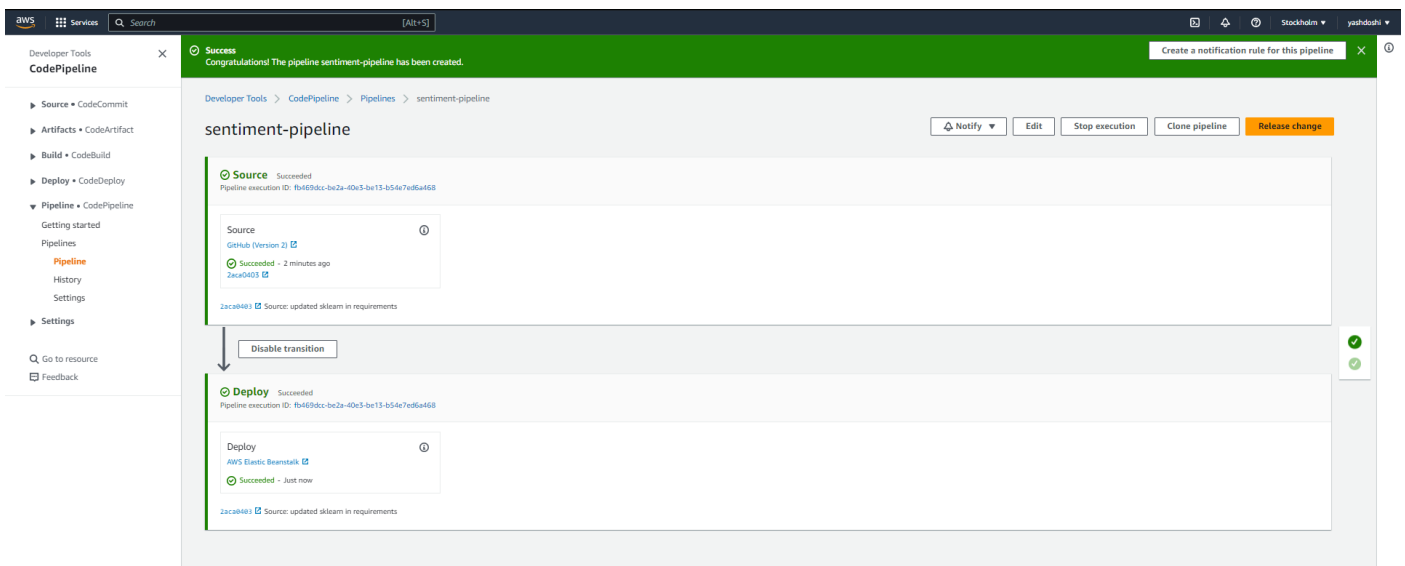 aws Services Search [Alt+S] Stockholm ▼ yashdoshi ▼
Developer Tools
CodePipeline
Success
Congratulations! The pipeline sentiment-pipeline has been created.
Create a notification rule for this pipeline
Source • CodeCommit
Artifacts • CodeArtifact
Build • CodeBuild
Deploy • CodeDeploy
Pipeline • CodePipeline
Getting started
Pipelines
Pipeline
History
Settings
Settings
Go to resource
Feedback
Developer Tools > CodePipeline > Pipelines > sentiment-pipeline
sentiment-pipeline
Notify ▼ Edit Stop execution Clone pipeline Release change
Source Succeeded
Pipeline execution ID: fb469dcc-be2a-40e3-be13-b54e7ed6a468
Source
GitHub (Version 2)
Succeeded - 2 minutes ago
2aca0403
2aca0403 Source: updated sklearn in requirements
Disable transition
Deploy Succeeded
Pipeline execution ID: fb469dcc-be2a-40e3-be13-b54e7ed6a468
Deploy
AWS Elastic Beanstalk
Succeeded - Just now
2aca0403 Source: updated sklearn in requirements